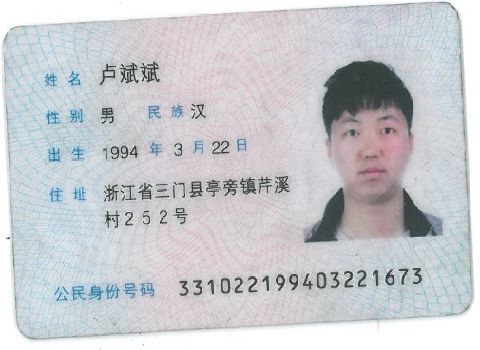 姓名 卢斌斌
性别 男 民族 汉
出生 1994 年 3 月 22 日
住址 浙江省三门县亭旁镇芹溪
村252号
公民身份号码 331022199403221673